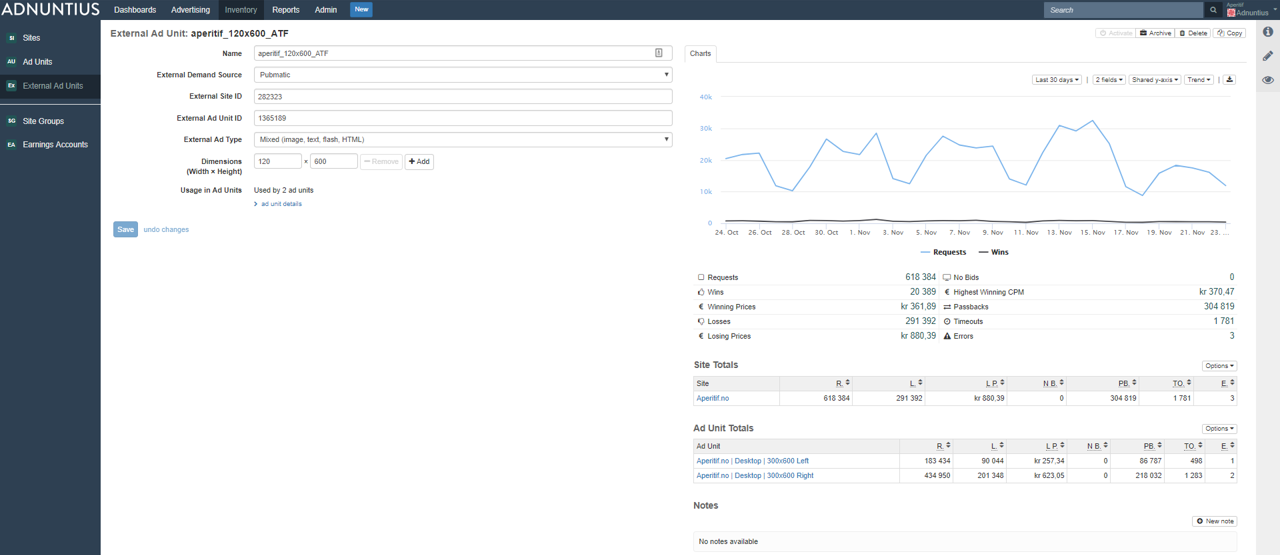 ADNUNTIUS Dashboards Advertising Inventory Reports Admin New Search Aperitif Adnuntius
SI Sites
AU Ad Units
EX External Ad Units
SG Site Groups
EA Earnings Accounts
External Ad Unit: aperitif_120x600_ATF
Activate Archive Delete Copy
Name aperitif_120x600_ATF
External Demand Source Pubmatic
External Site ID 282323
External Ad Unit ID 1365189
External Ad Type Mixed (image, text, flash, HTML)
Dimensions 120 × 600 Remove Add
(Width × Height)
Usage in Ad Units Used by 2 ad units
ad unit details
Save undo changes
Charts
Last 30 days | 2 fields Shared y-axis Trend |
40k
30k
20k
10k
0
24. Oct 26. Oct 28. Oct 30. Oct 1. Nov 3. Nov 5. Nov 7. Nov 9. Nov 11. Nov 13. Nov 15. Nov 17. Nov 19. Nov 21. Nov 23. ...
Requests Wins
Requests 618 384 No Bids 0
Wins 20 389 Highest Winning CPM kr 370,47
Winning Prices kr 361,89 Passbacks 304 819
Losses 291 392 Timeouts 1 781
Losing Prices kr 880,39 Errors 3
Site Totals Options
Site R. L. L P. N B. PB. TO. E.
Aperitif.no 618 384 291 392 kr 880,39 0 304 819 1 781 3
Ad Unit Totals Options
Ad Unit R. L. L P. N B. PB. TO. E.
Aperitif.no | Desktop | 300x600 Left 183 434 90 044 kr 257,34 0 86 787 498 1
Aperitif.no | Desktop | 300x600 Right 434 950 201 348 kr 623,05 0 218 032 1 283 2
Notes
New note
No notes available